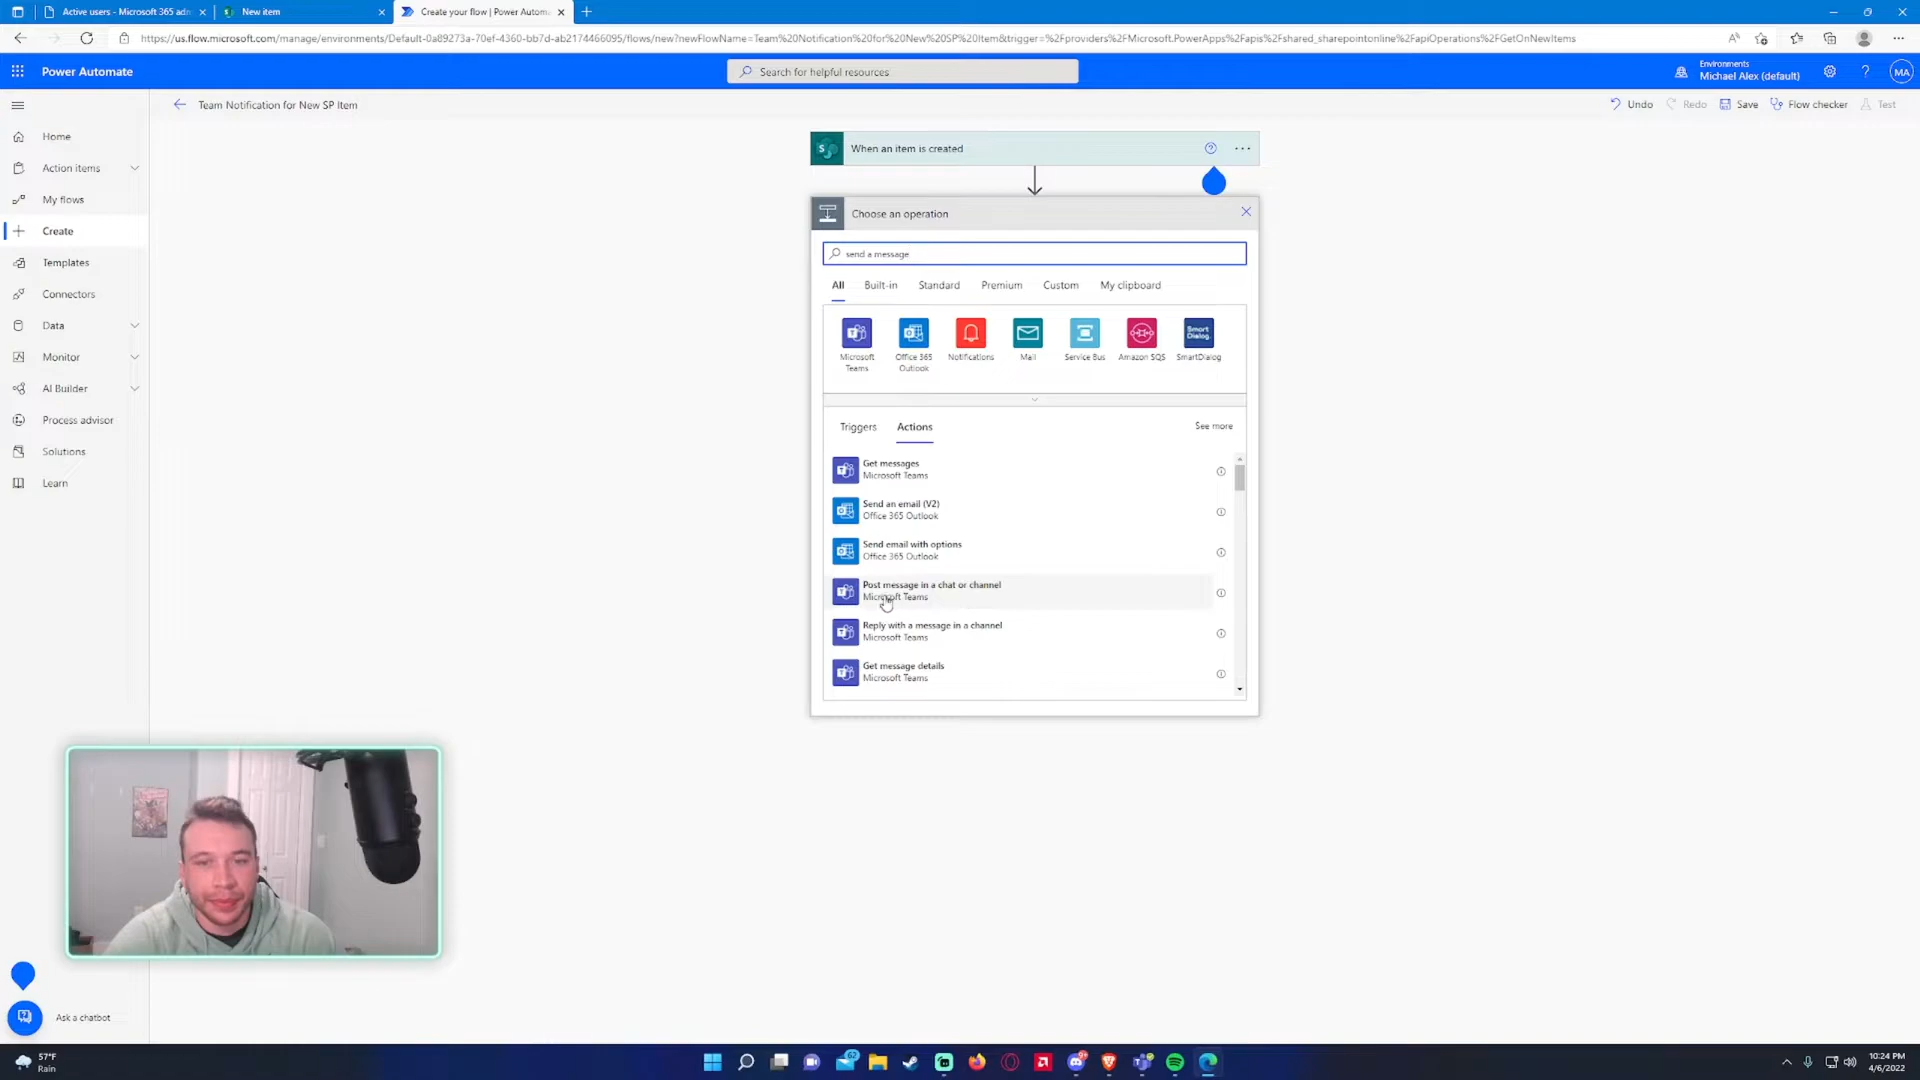 Active users - Microsoft 365 adm
New item
Create your flow | Power Automa
https://us.flow.microsoft.com/manage/environments/Default-0a89273a-70ef-4360-bb7d-ab2174466095/flows/new?newFlowName=Team%20Notification%20for%20New%20SP%20Item&trigger=%2Fproviders%2FMicrosoft.PowerApps%2Fapis%2Fshared_sharepointonline%2FapiOperations%2FGetOnNewItems
Power Automate
Search for helpful resources
Environments
Michael Alex (default)
MA
Team Notification for New SP Item
Undo
Redo
Save
Flow checker
Test
Home
Action items
My flows
Create
Templates
Connectors
Data
Monitor
AI Builder
Process advisor
Solutions
Learn
When an item is created
Choose an operation
send a message
All
Built-in
Standard
Premium
Custom
My clipboard
Microsoft Teams
Office 365 Outlook
Notifications
Mail
Service Bus
Amazon SQS
Smart Dialog
SmartDialog
Triggers
Actions
See more
Get messages
Microsoft Teams
Send an email (V2)
Office 365 Outlook
Send email with options
Office 365 Outlook
Post message in a chat or channel
Microsoft Teams
Reply with a message in a channel
Microsoft Teams
Get message details
Microsoft Teams
Ask a chatbot
57°F
Rain
10:24 PM
4/6/2022